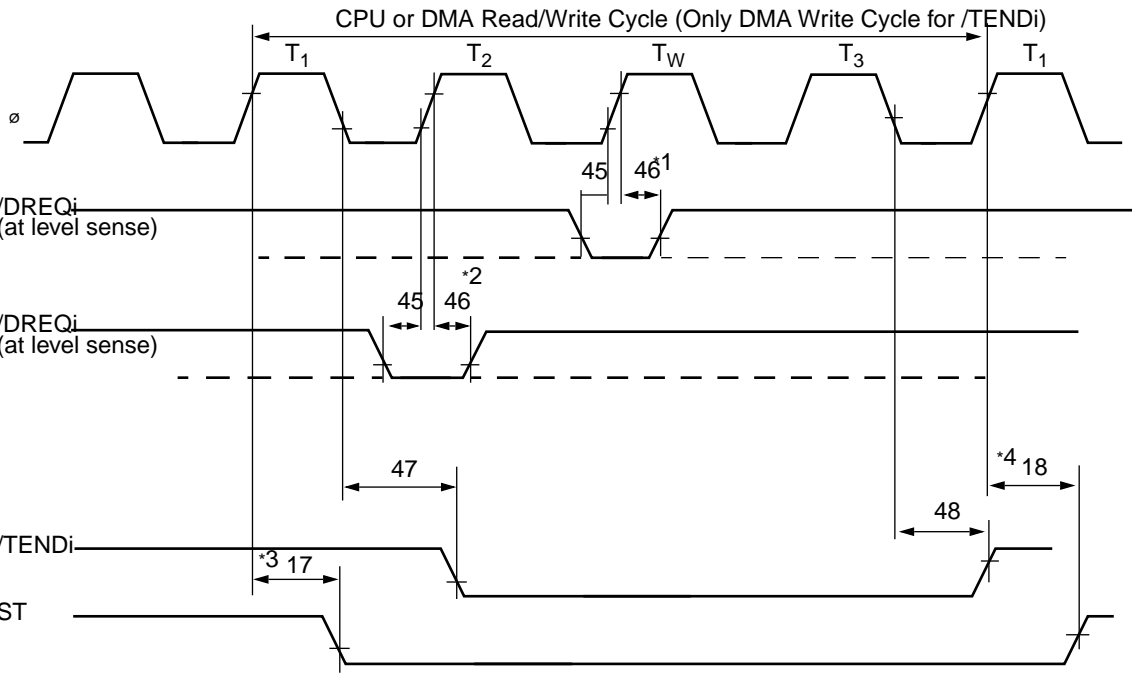 CPU or DMA Read/Write Cycle (Only DMA Write Cycle for /TENDi)
T1 T2 TW T3 T1
ø
45 46*1
/DREQi
(at level sense)
*2
45 46
/DREQi
(at level sense)
47
*4 18
48
/TENDi
*3 17
ST